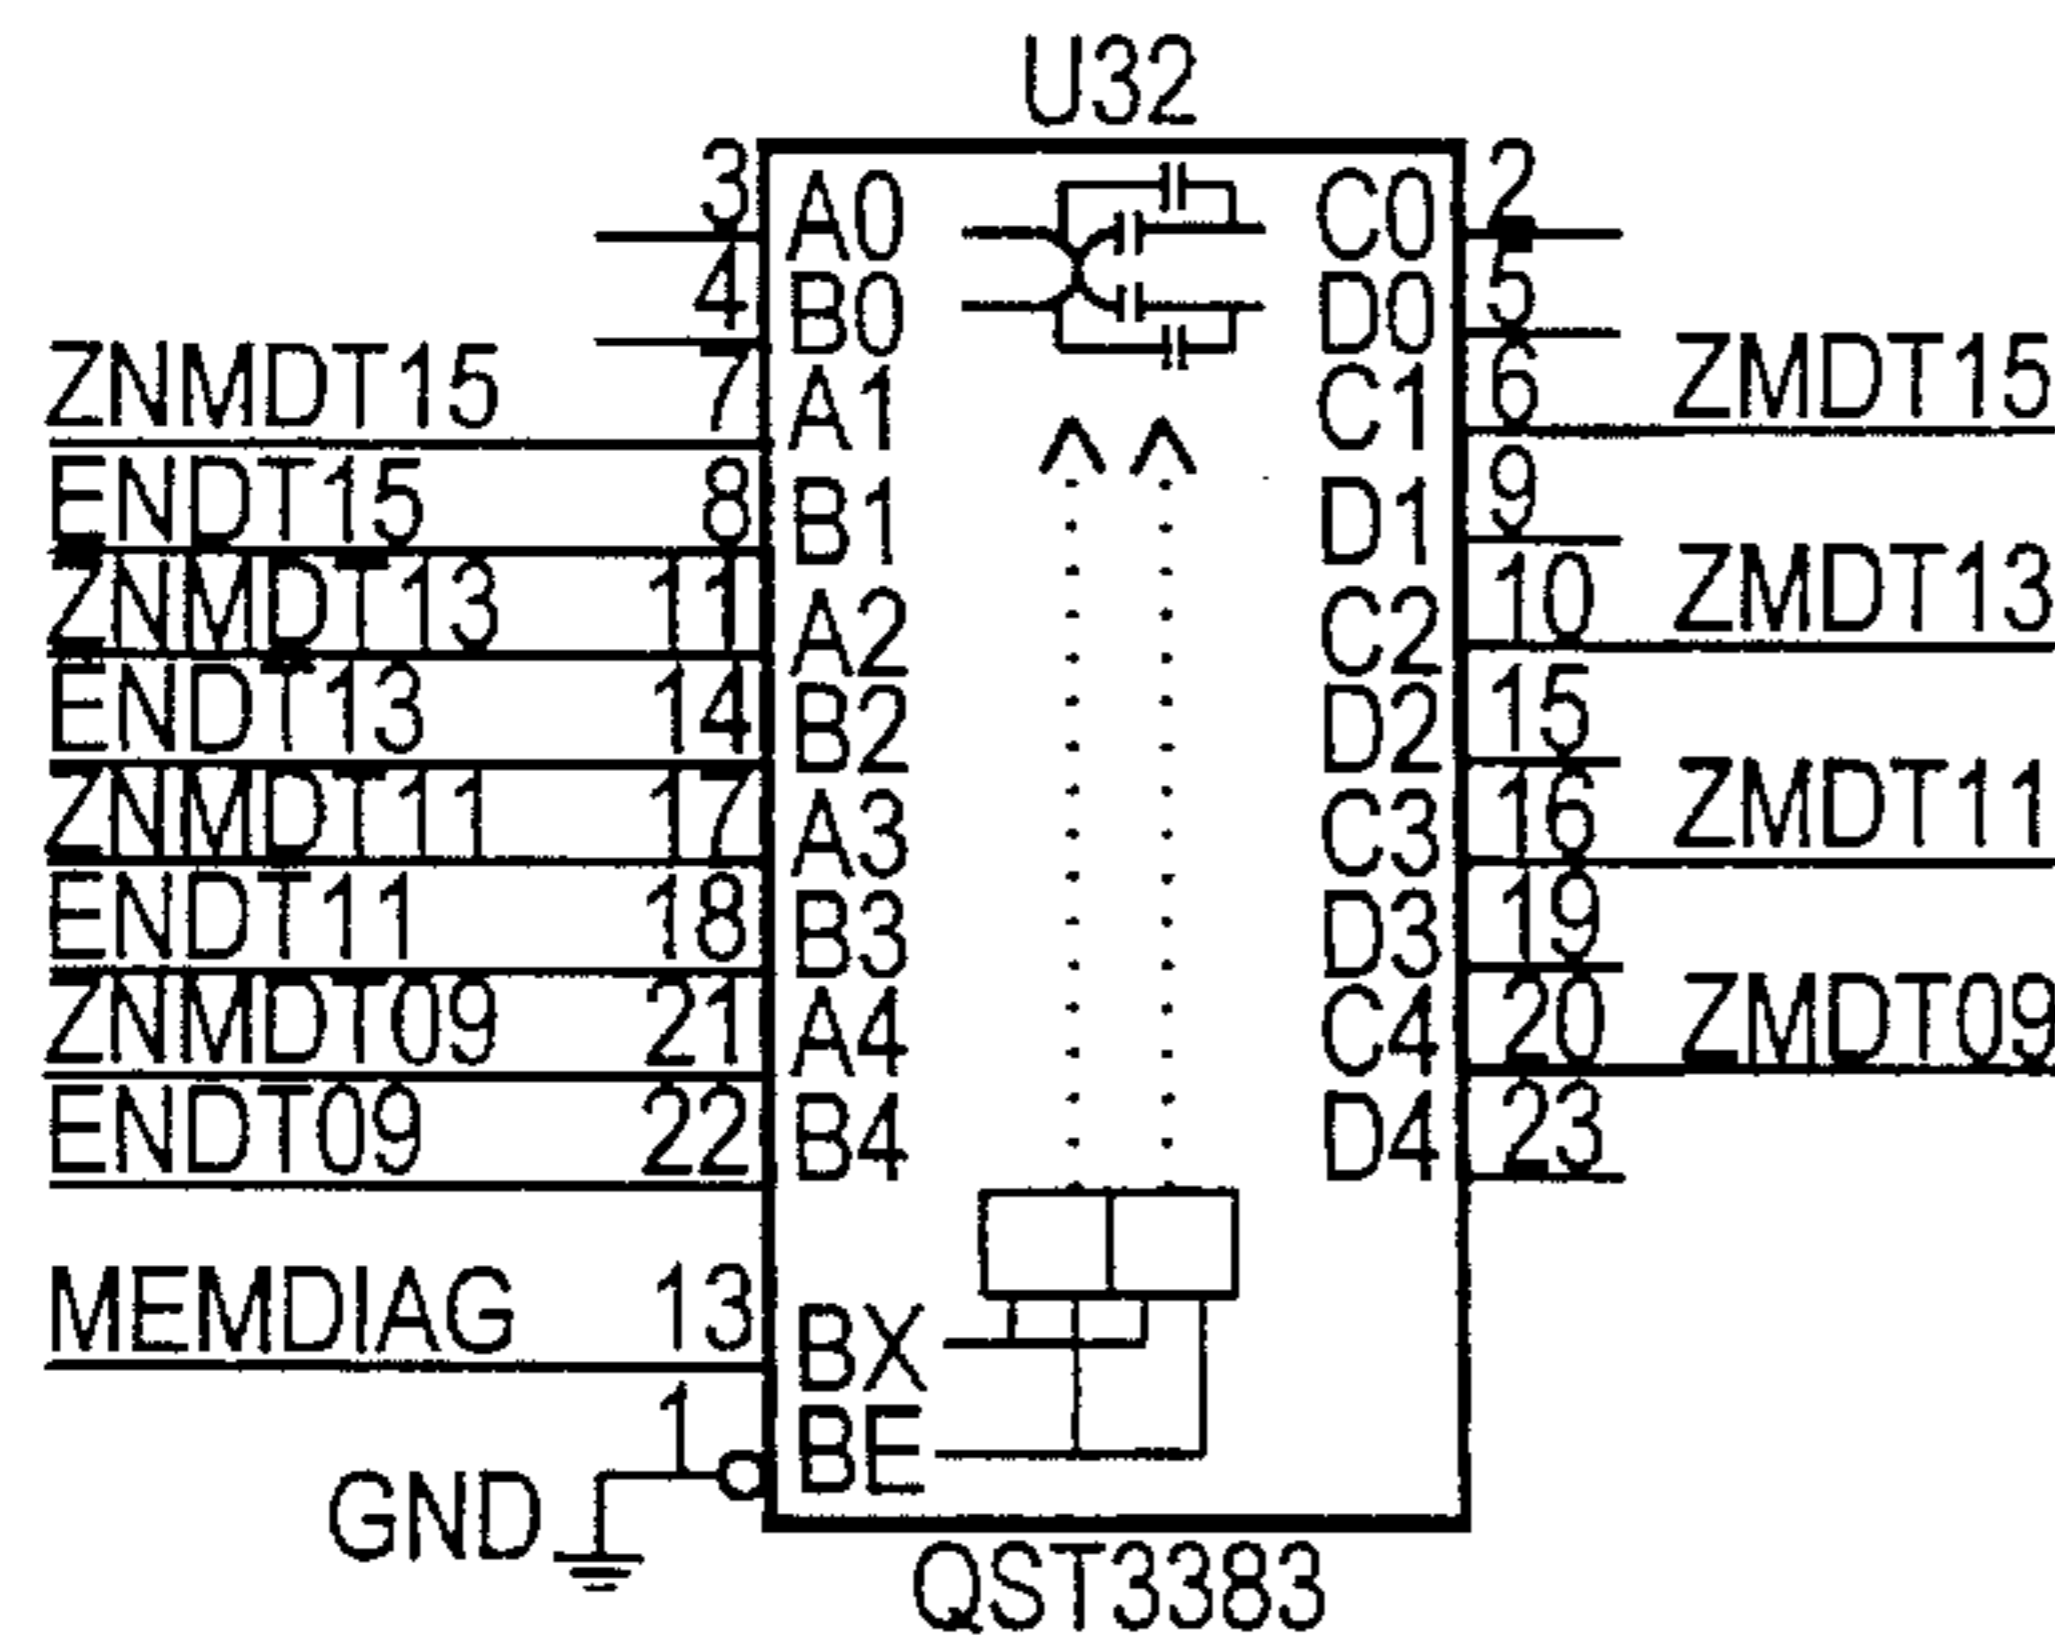 U32
3 A0 C0 2
4 B0 D0 5
ZNMDT15 7 A1 C1 6 ZMDT15
ENDT15 8 B1 D1 9
ZNMDT13 11 A2 C2 10 ZMDT13
ENDT13 14 B2 D2 15
ZNMDT11 17 A3 C3 16 ZMDT11
ENDT11 18 B3 D3 19
ZNMDT09 21 A4 C4 20 ZMDT09
ENDT09 22 B4 D4 23
MEMDIAG 13 BX
1 BE
GND
QST3383